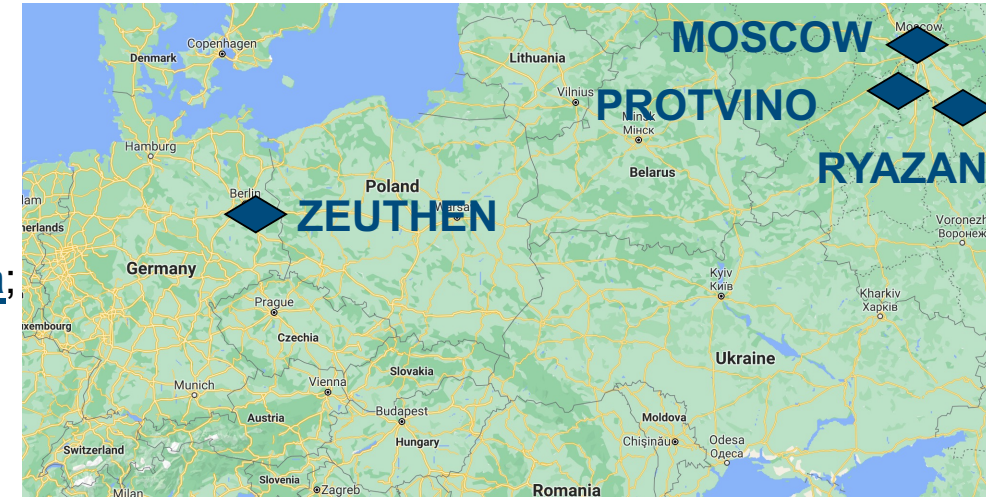 Moscow
MOSCOW
Copenhagen
Denmark
Lithuania
Vilnius
PROTVINO
Minsk
Мінск
Hamburg
Belarus
RYAZAN
Berlin
Poland
ZEUTHEN
Voronezh
Воронеж
Germany
Kyiv
Київ
Prague
Kharkiv
Харків
Czechia
Ukraine
Slovakia
Munich
Vienna
Budapest
Austria
Moldova
Hungary
Chișinău
Odesa
Одеса
Switzerland
Slovenia
Zagreb
Milan
Romania